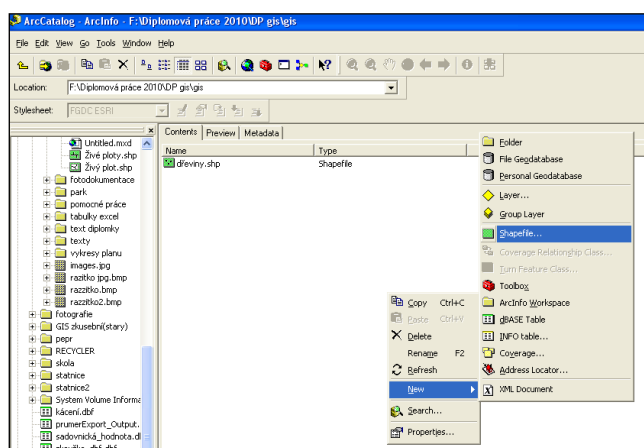 ArcCatalog - ArcInfo - F:\Diplomová práce 2010\DP gis\gis
File Edit View Go Tools Window Help
Location: F:\Diplomová práce 2010\DP gis\gis
Stylesheet: FGDC ESRI
Contents Preview Metadata
Name Type
dřeviny.shp Shapefile
Untitled.mxd
Živé ploty.shp
Živý plot.shp
fotodokumentace
park
pomocné práce
tabulky excel
text diplomky
texty
vykresy planu
images.jpg
razitko jpg.bmp
razzitko.bmp
razzitko2.bmp
fotografie
GIS zkusební(stary)
pepr
RECYCLER
skola
statnice
statnice2
System Volume Informa
kácení.dbf
prumerExport_Output.
sadovnická_hodnota.d
Copy Ctrl+C
Paste Ctrl+V
Delete
Rename F2
Refresh
New
Search...
Properties...
Folder
File Geodatabase
Personal Geodatabase
Layer...
Group Layer
Shapefile...
Coverage Relationship Class...
Turn Feature Class...
Toolbox
ArcInfo Workspace
dBASE Table
INFO table...
Coverage...
Address Locator...
XML Document